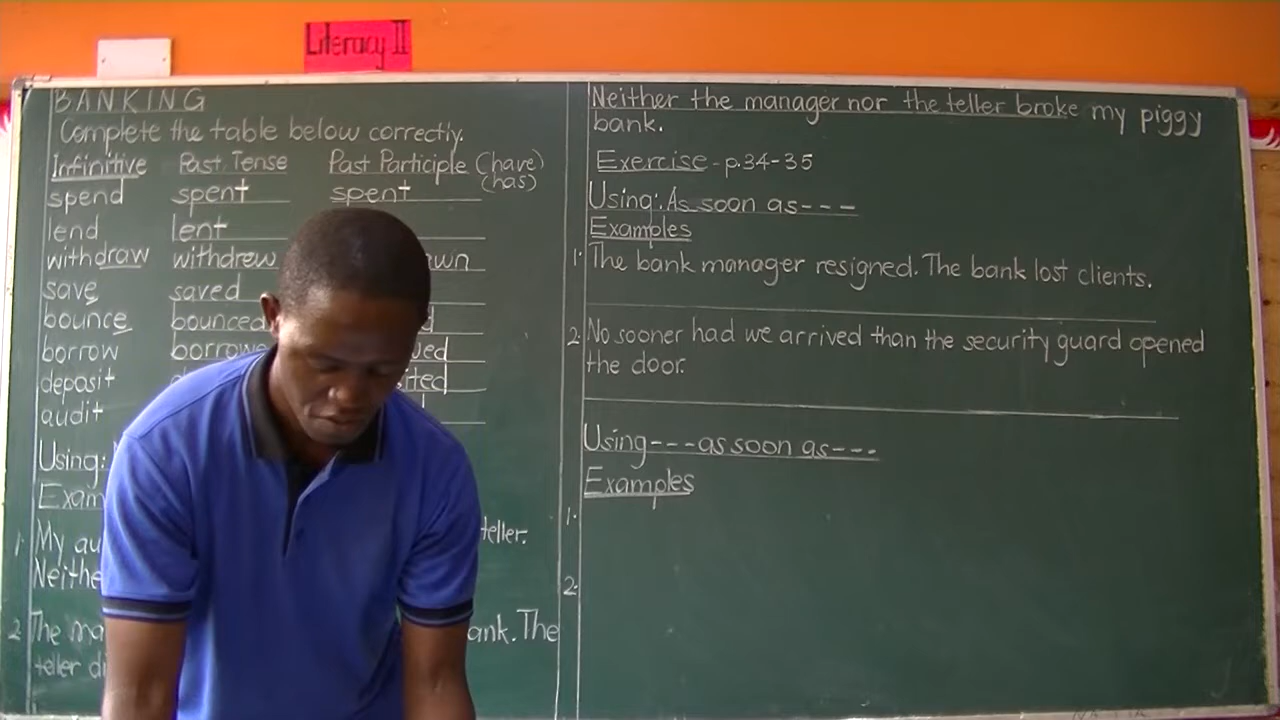 Literacy II
BANKING
Complete the table below correctly.
Infinitive Past Tense Past Participle (have)
(has)
spend spent spent
lend lent
withdraw withdrew
save saved
bounce bounced
borrow
deposit
audit
Using:
My
teller.
2 The
ank. The
teller
Neither the manager nor the teller broke my piggy
bank.
Exercise - p.34-35
Using: As soon as---
Examples
1. The bank manager resigned. The bank lost clients.
2. No sooner had we arrived than the security guard opened
the door.
Using---as soon as---
Examples
1.
2.